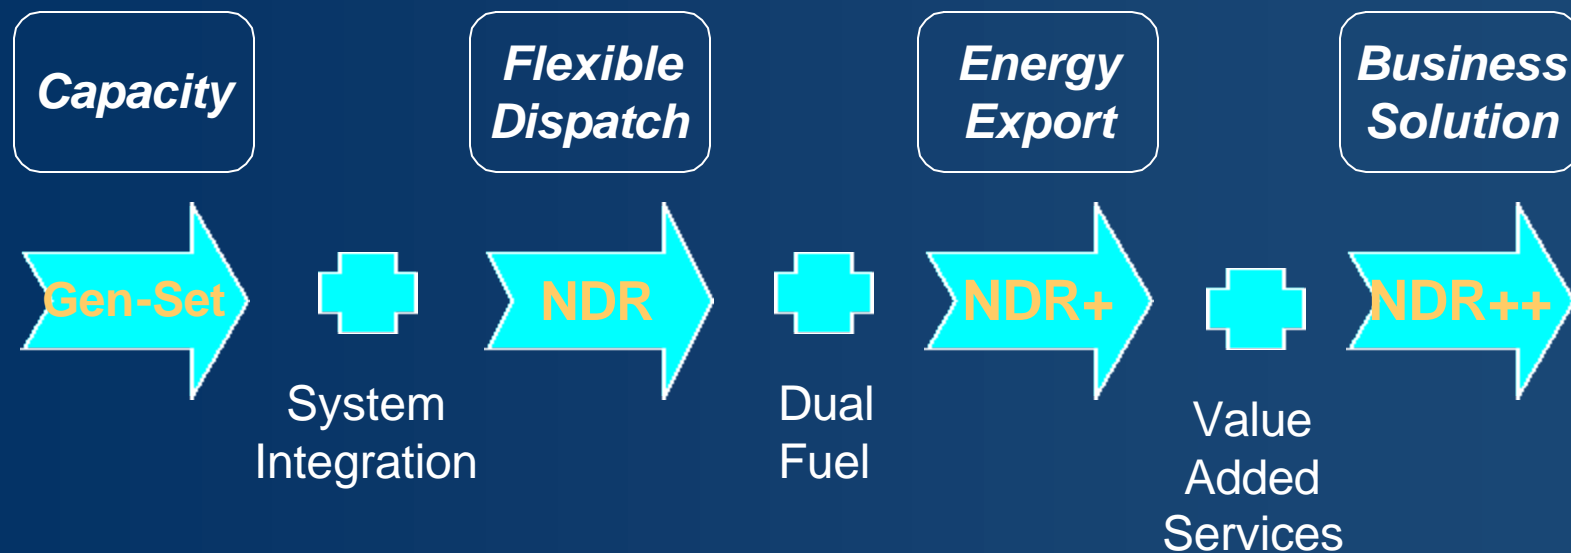 Capacity
Flexible
Dispatch
Energy
Export
Business
Solution
Gen-Set
NDR
NDR+
NDR++
System
Integration
Dual
Fuel
Value
Added
Services